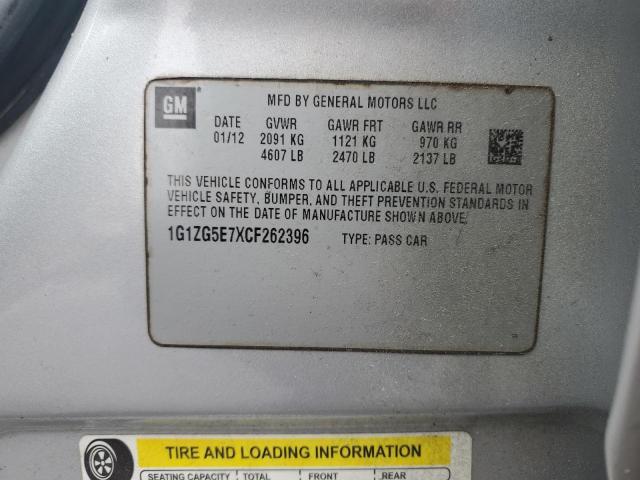 GM
MFD BY GENERAL MOTORS LLC
DATE GVWR GAWR FRT GAWR RR
01/12 2091 KG 1121 KG 970 KG
4607 LB 2470 LB 2137 LB
THIS VEHICLE CONFORMS TO ALL APPLICABLE U.S. FEDERAL MOTOR
VEHICLE SAFETY, BUMPER, AND THEFT PREVENTION STANDARDS IN
EFFECT ON THE DATE OF MANUFACTURE SHOWN ABOVE.
1G1ZG5E7XCF262396 TYPE: PASS CAR
TIRE AND LOADING INFORMATION
SEATING CAPACITY TOTAL FRONT REAR